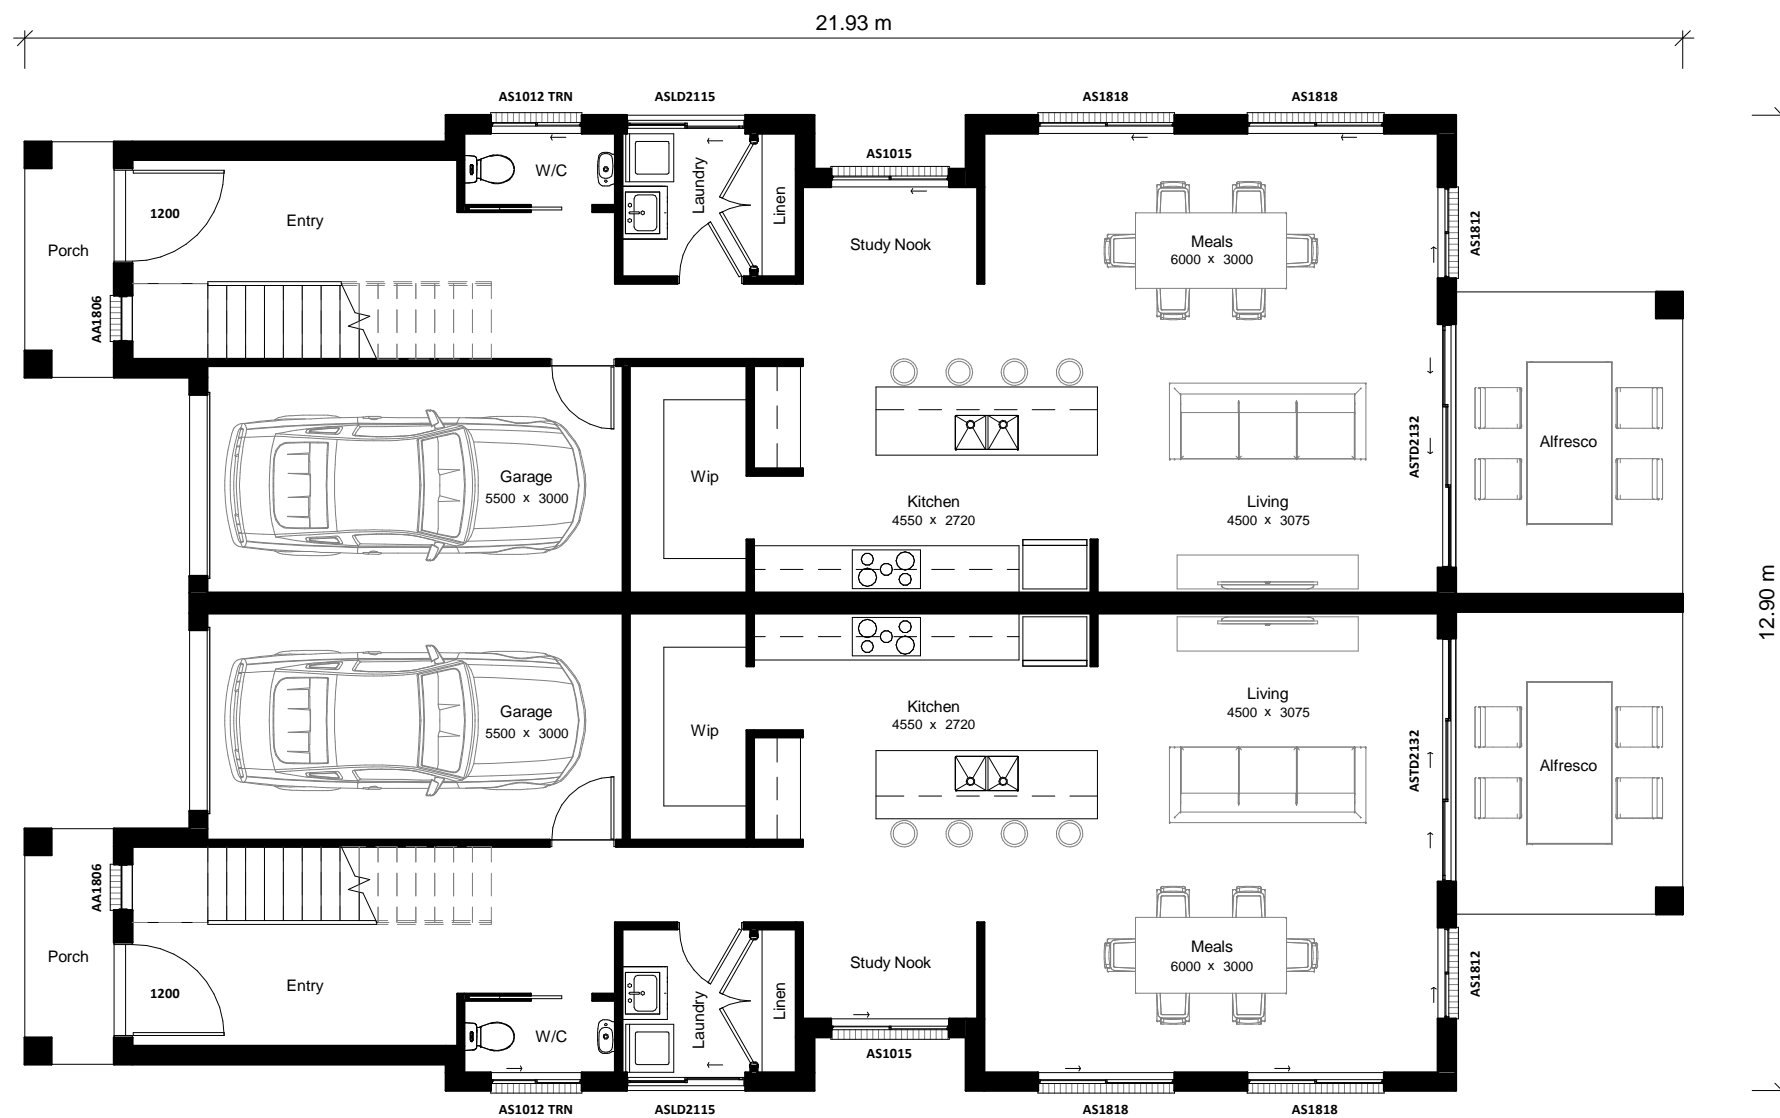 21.93 m
AS1012 TRN
ASLD2115
AS1818
AS1818
AS1015
W/C
Laundry
Linen
1200
Entry
Porch
Study Nook
Meals
6000 x 3000
AS1812
AA1806
Garage
5500 x 3000
Wip
Kitchen
4550 x 2720
Living
4500 x 3075
ASTD2132
Alfresco
12.90 m
Garage
5500 x 3000
Wip
Kitchen
4550 x 2720
Living
4500 x 3075
ASTD2132
Alfresco
AA1806
Porch
1200
Entry
W/C
Laundry
Linen
Study Nook
Meals
6000 x 3000
AS1812
AS1015
AS1012 TRN
ASLD2115
AS1818
AS1818